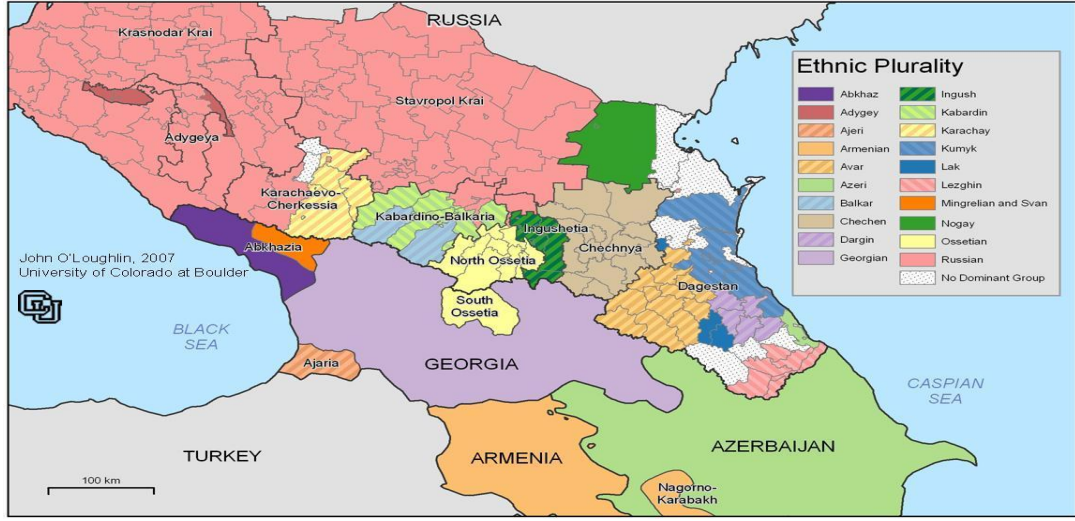 RUSSIA
Krasnodar Krai
Stavropol Krai
Adygeya
Karachaevo-
Cherkessia
Kabardino-Balkaria
Ingushetia
Chechnya
Abkhazia
North Ossetia
South
Ossetia
Dagestan
John O'Loughlin, 2007
University of Colorado at Boulder
CU
BLACK
SEA
Ajaria
GEORGIA
CASPIAN
SEA
TURKEY
ARMENIA
AZERBAIJAN
Nagorno-
Karabakh
100 km
Ethnic Plurality
Abkhaz
Adygey
Ajeri
Armenian
Avar
Azeri
Balkar
Chechen
Dargin
Georgian
Ingush
Kabardin
Karachay
Kumyk
Lak
Lezghin
Mingrelian and Svan
Nogay
Ossetian
Russian
No Dominant Group